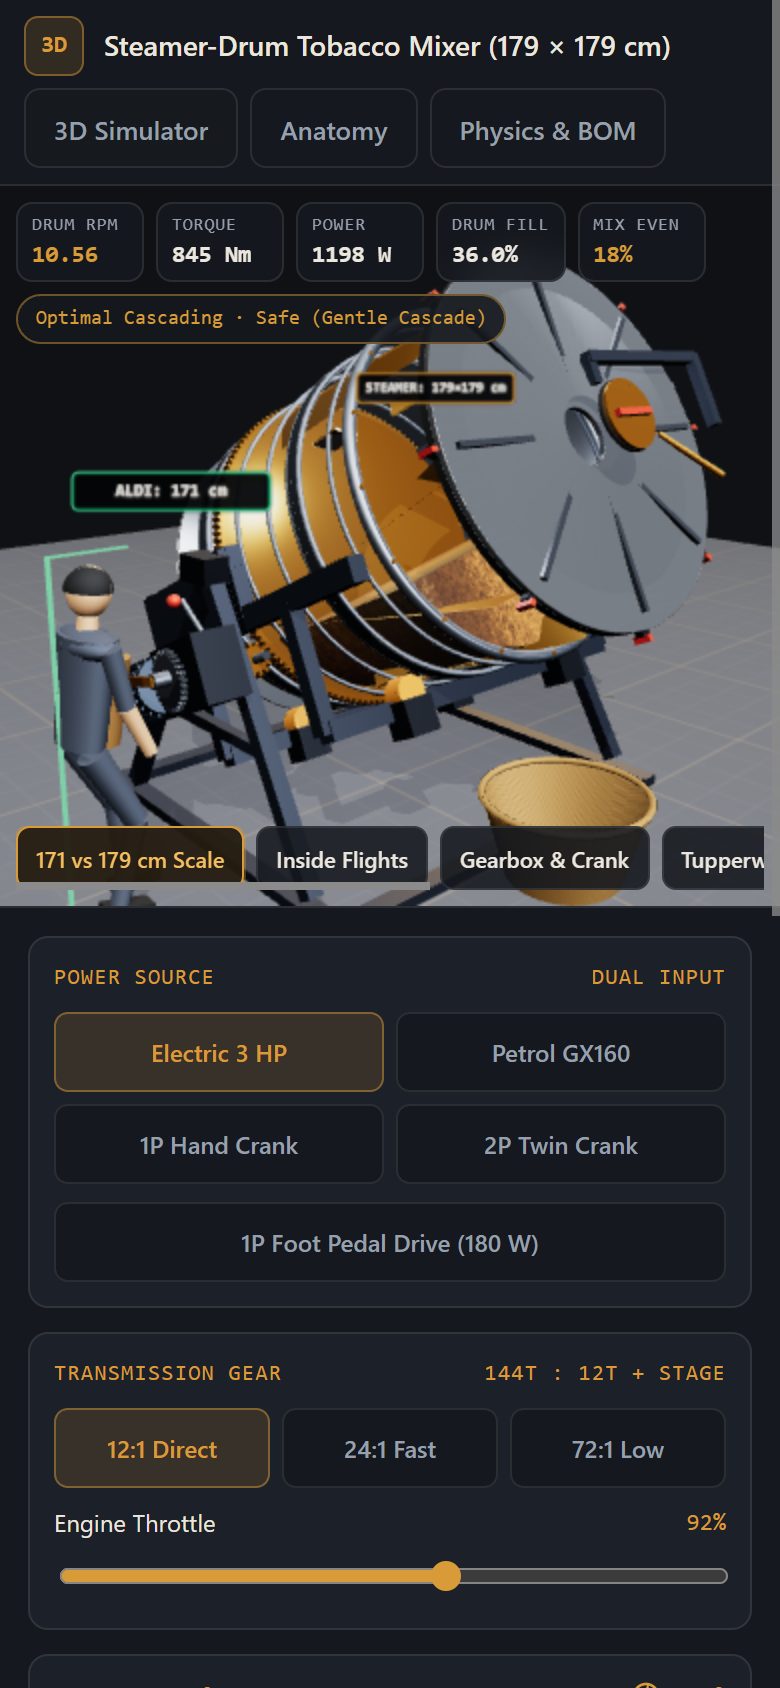 3D Steamer-Drum Tobacco Mixer (179 × 179 cm)
3D Simulator Anatomy Physics & BOM
DRUM RPM TORQUE POWER DRUM FILL MIX EVEN
10.56 845 Nm 1198 W 36.0% 18%
Optimal Cascading · Safe (Gentle Cascade)
STEAMER: 179×179 cm
ALDI: 171 cm
171 vs 179 cm Scale Inside Flights Gearbox & Crank Tupperw
POWER SOURCE DUAL INPUT
Electric 3 HP Petrol GX160
1P Hand Crank 2P Twin Crank
1P Foot Pedal Drive (180 W)
TRANSMISSION GEAR 144T : 12T + STAGE
12:1 Direct 24:1 Fast 72:1 Low
Engine Throttle 92%